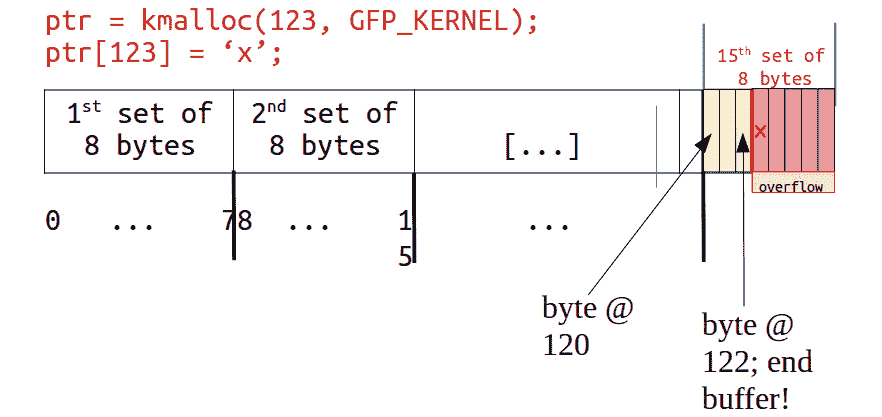 ptr = kmalloc(123, GFP_KERNEL);
ptr[123] = ‘x’;
15th set of
8 bytes
1st set of
8 bytes
2nd set of
8 bytes
[...]
x
overflow
0 ... 78 ... 1
5
...
byte @
120
byte @
122; end
buffer!